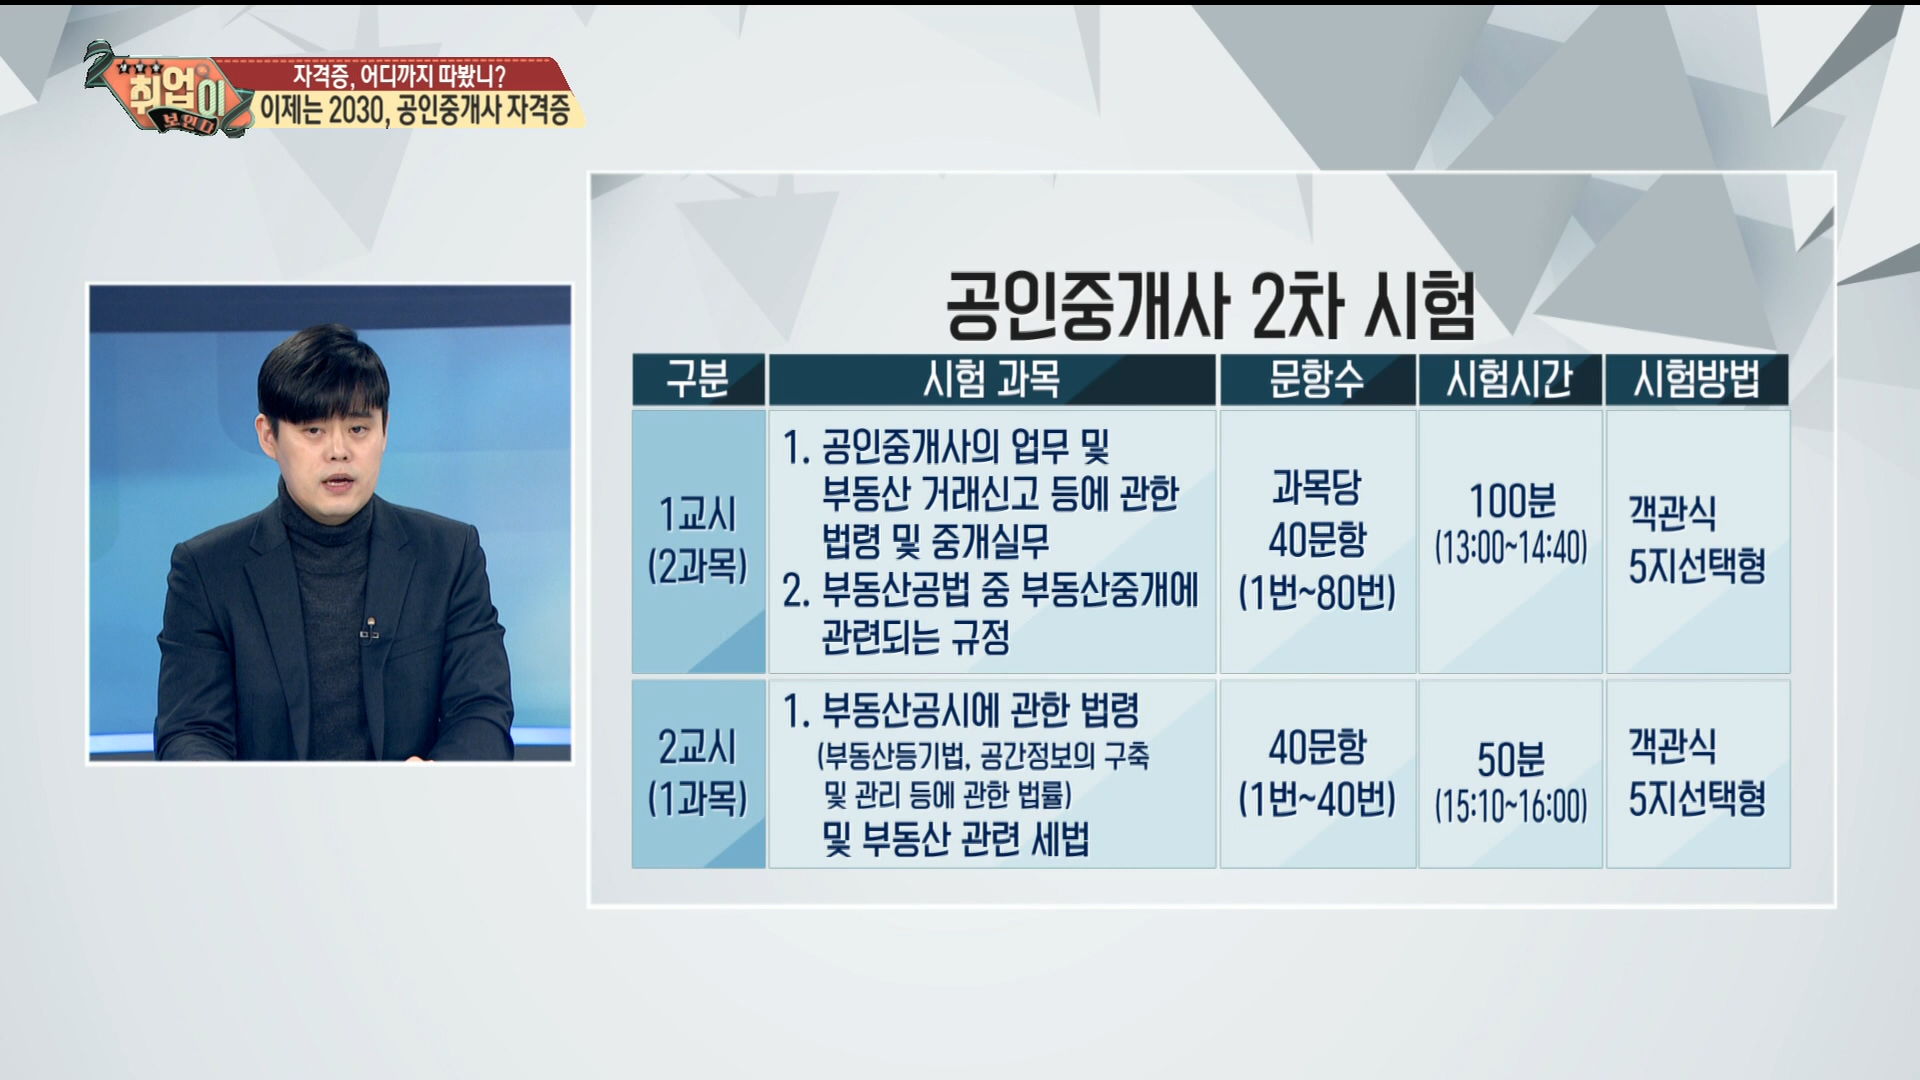 취업이
보인다
자격증, 어디까지 따봤니?
이제는 2030, 공인중개사 자격증
공인중개사 2차 시험
구분 시험 과목 문항수 시험시간 시험방법
1교시
(2과목)
1. 공인중개사의 업무 및
부동산 거래신고 등에 관한
법령 및 중개실무
2. 부동산공법 중 부동산중개에
관련되는 규정
과목당
40문항
(1번~80번)
100분
(13:00~14:40)
객관식
5지선택형
2교시
(1과목)
1. 부동산공시에 관한 법령
(부동산등기법, 공간정보의 구축
및 관리 등에 관한 법률)
및 부동산 관련 세법
40문항
(1번~40번)
50분
(15:10~16:00)
객관식
5지선택형